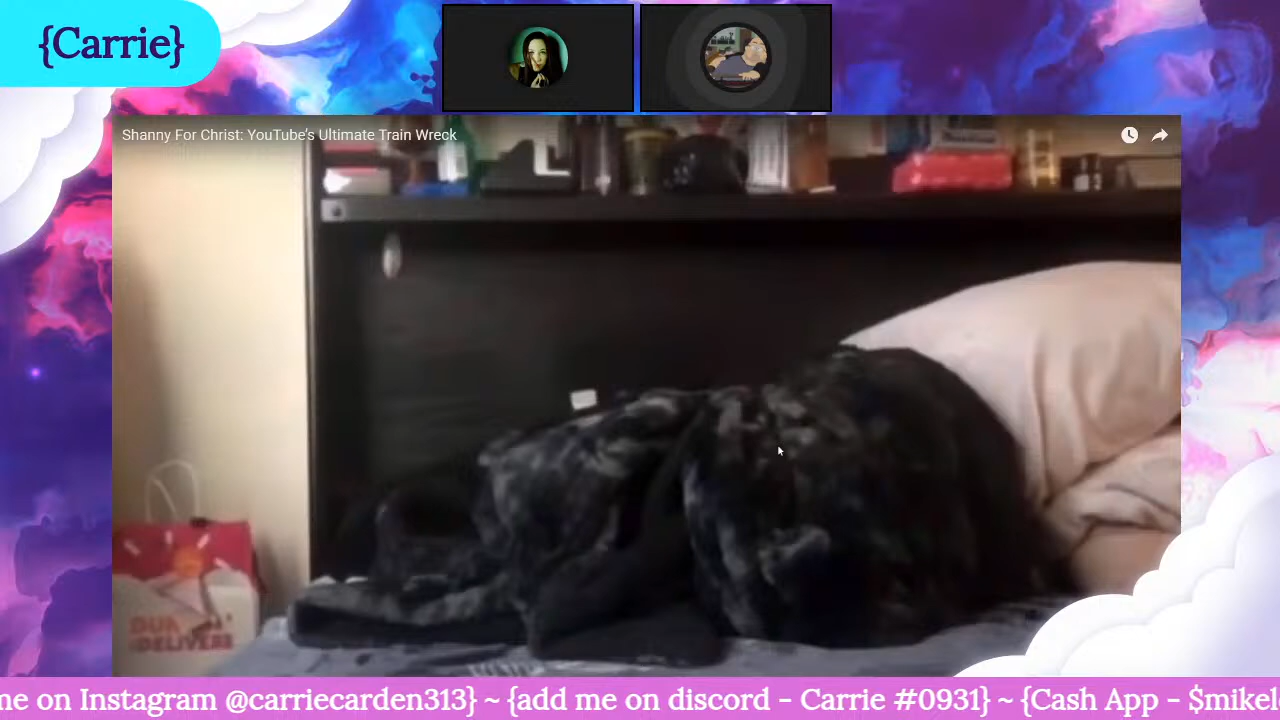 {Carrie}
Shanny For Christ: YouTube's Ultimate Train Wreck
DELIVERS
me on Instagram @carriecarden313} ~ {add me on discord - Carrie #0931} ~ {Cash App - $mikel